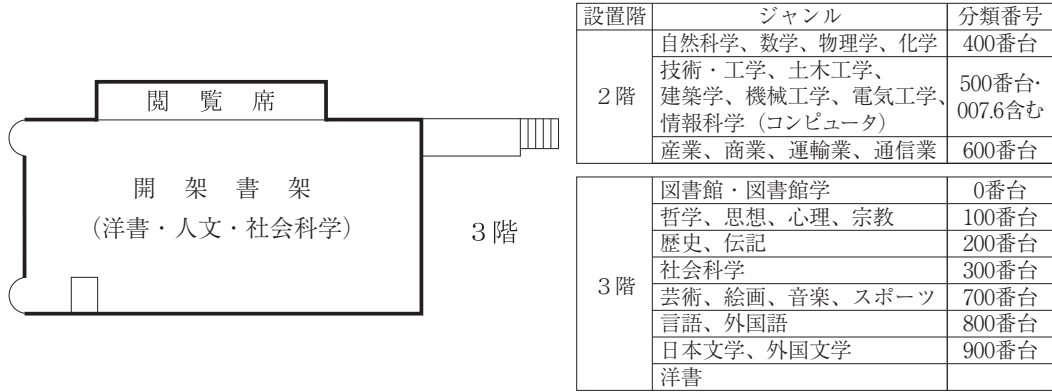 閲覧席
開架書架
(洋書・人文・社会科学)
3階
設置階 ジャンル 分類番号
2階
自然科学、数学、物理学、化学 400番台
技術・工学、土木工学、
建築学、機械工学、電気工学、
情報科学(コンピュータ)
500番台・
007.6含む
産業、商業、運輸業、通信業 600番台
3階
図書館・図書館学 0番台
哲学、思想、心理、宗教 100番台
歴史、伝記 200番台
社会科学 300番台
芸術、絵画、音楽、スポーツ 700番台
言語、外国語 800番台
日本文学、外国文学 900番台
洋書